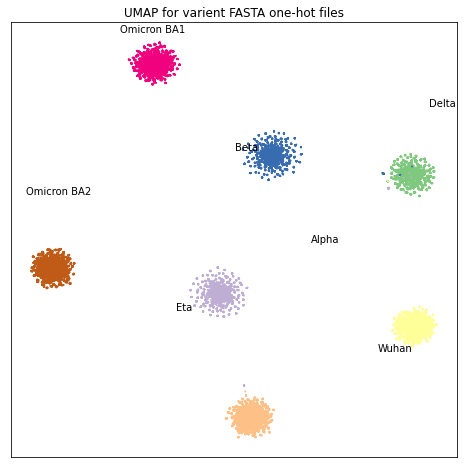 UMAP for varient FASTA one-hot files
Omicron BA1
Delta
Beta
Omicron BA2
Alpha
Eta
Wuhan